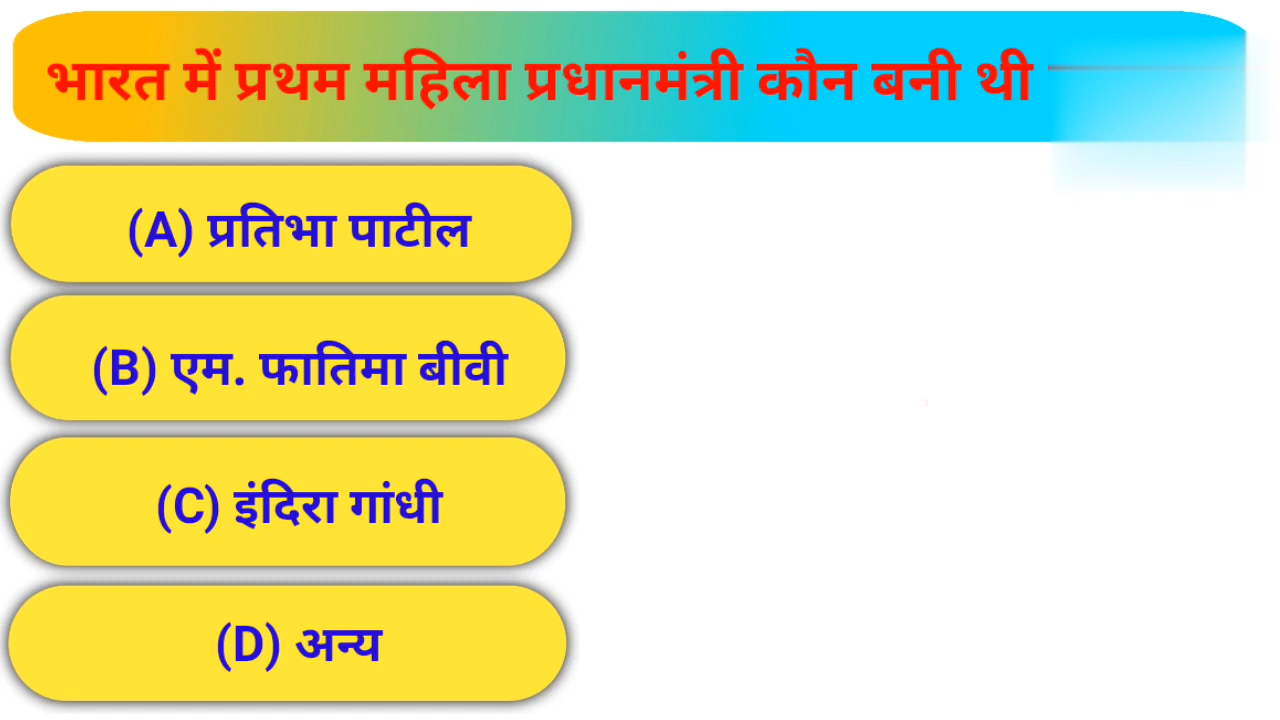 भारत में प्रथम महिला प्रधानमंत्री कौन बनी थी
(A) प्रतिभा पाटील
(B) एम. फातिमा बीवी
(C) इंदिरा गांधी
(D) अन्य